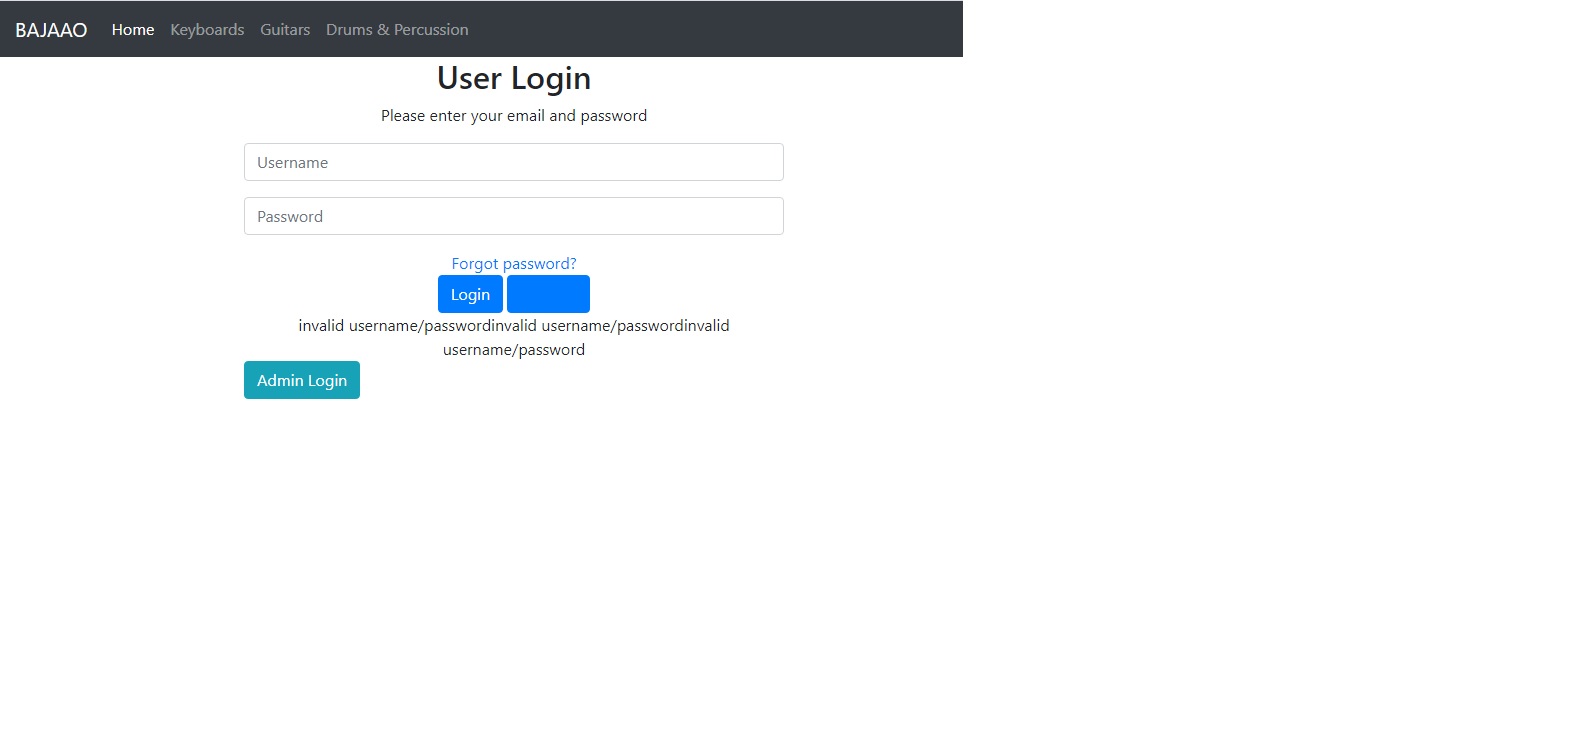 BAJAAO Home Keyboards Guitars Drums & Percussion
User Login
Please enter your email and password
Username
Password
Forgot password?
Login
invalid username/passwordinvalid username/passwordinvalid
username/password
Admin Login